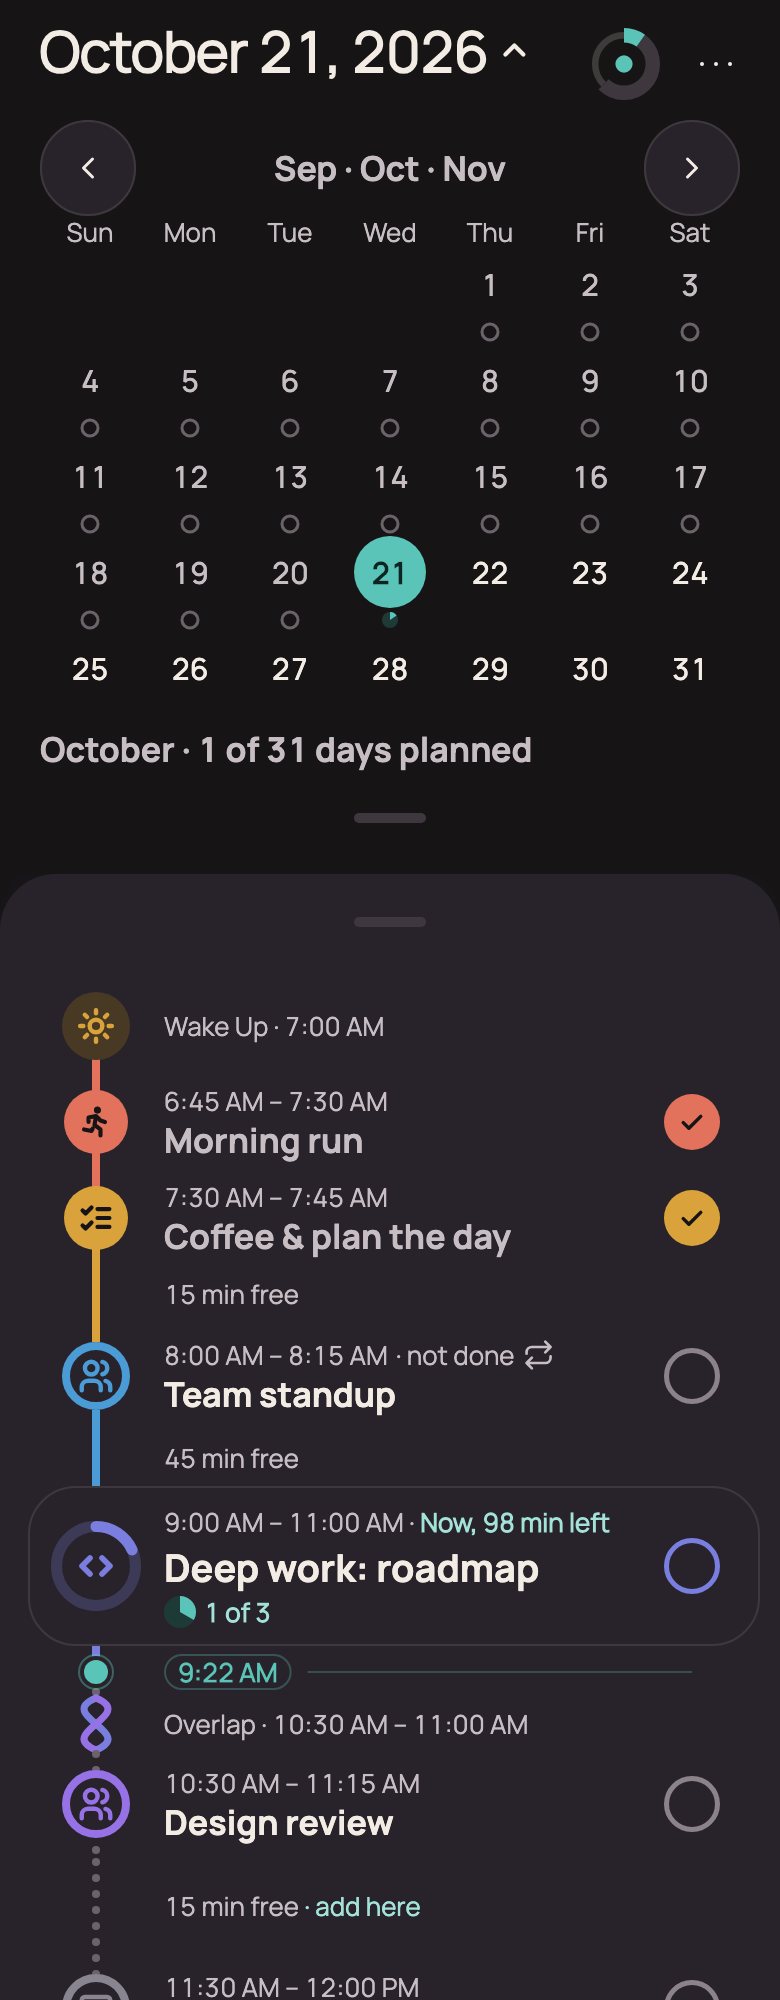 October 21, 2026
...
Sep · Oct · Nov
Sun Mon Tue Wed Thu Fri Sat
1 2 3
4 5 6 7 8 9 10
11 12 13 14 15 16 17
18 19 20 21 22 23 24
25 26 27 28 29 30 31
October · 1 of 31 days planned
Wake Up · 7:00 AM
6:45 AM – 7:30 AM
Morning run
7:30 AM – 7:45 AM
Coffee & plan the day
15 min free
8:00 AM – 8:15 AM · not done
Team standup
45 min free
9:00 AM – 11:00 AM · Now, 98 min left
Deep work: roadmap
1 of 3
9:22 AM
Overlap · 10:30 AM – 11:00 AM
10:30 AM – 11:15 AM
Design review
15 min free · add here
11:30 AM – 12:00 PM